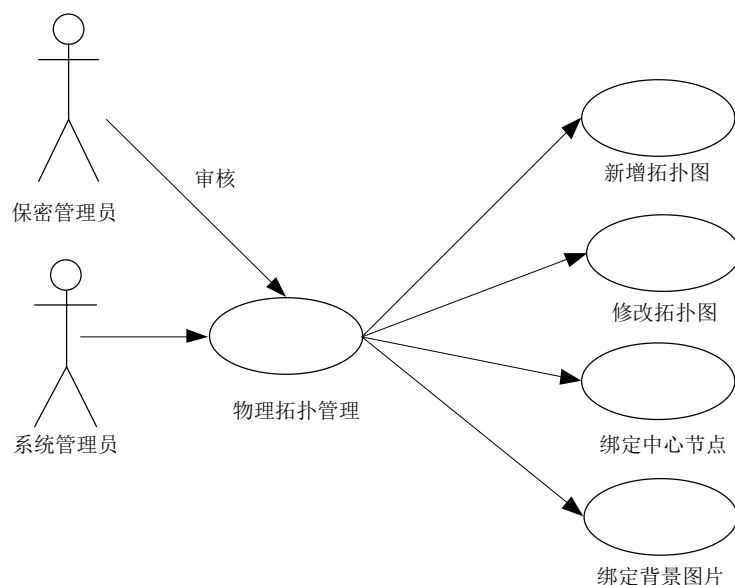 审核
新增拓扑图
保密管理员
修改拓扑图
物理拓扑管理
系统管理员
绑定中心节点
绑定背景图片